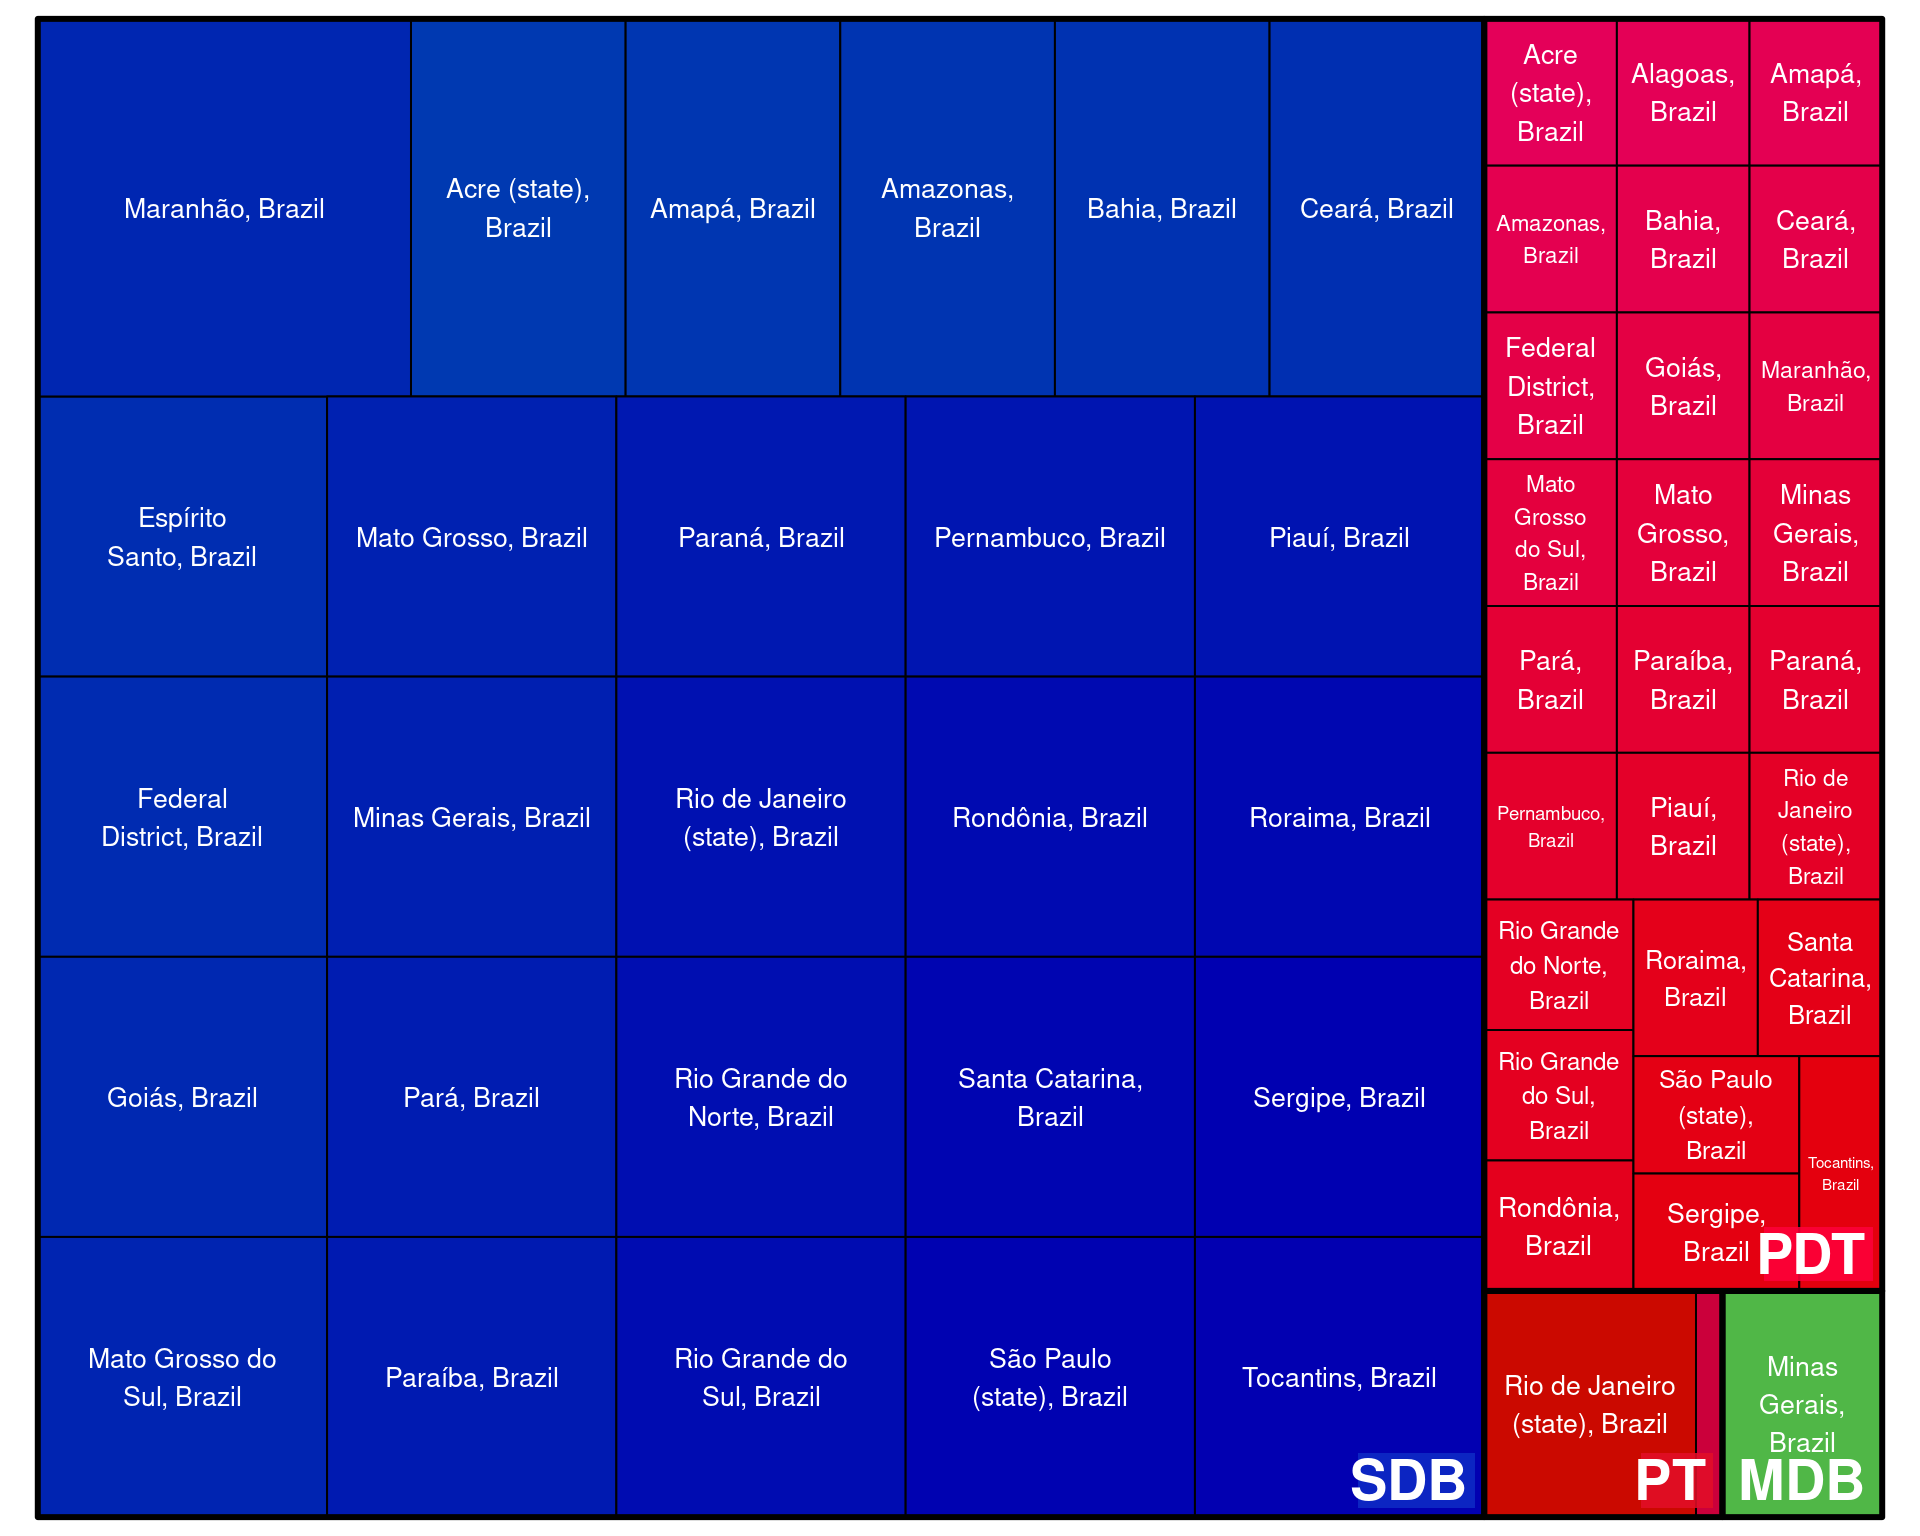 Maranhão, Brazil
Acre (state),
Brazil
Amapá, Brazil
Amazonas,
Brazil
Bahia, Brazil
Ceará, Brazil
Espírito
Santo, Brazil
Mato Grosso, Brazil
Paraná, Brazil
Pernambuco, Brazil
Piauí, Brazil
Federal
District, Brazil
Minas Gerais, Brazil
Rio de Janeiro
(state), Brazil
Rondônia, Brazil
Roraima, Brazil
Goiás, Brazil
Pará, Brazil
Rio Grande do
Norte, Brazil
Santa Catarina,
Brazil
Sergipe, Brazil
Mato Grosso do
Sul, Brazil
Paraíba, Brazil
Rio Grande do
Sul, Brazil
São Paulo
(state), Brazil
Tocantins, Brazil
SDB
Acre
(state),
Brazil
Alagoas,
Brazil
Amapá,
Brazil
Amazonas,
Brazil
Bahia,
Brazil
Ceará,
Brazil
Federal
District,
Brazil
Goiás,
Brazil
Maranhão,
Brazil
Mato
Grosso
do Sul,
Brazil
Mato
Grosso,
Brazil
Minas
Gerais,
Brazil
Pará,
Brazil
Paraíba,
Brazil
Paraná,
Brazil
Pernambuco,
Brazil
Piauí,
Brazil
Rio de
Janeiro
(state),
Brazil
Rio Grande
do Norte,
Brazil
Roraima,
Brazil
Santa
Catarina,
Brazil
Rio Grande
do Sul,
Brazil
São Paulo
(state),
Brazil
Tocantins,
Brazil
Rondônia,
Brazil
Sergipe,
Brazil
PDT
Rio de Janeiro
(state), Brazil
PT
Minas
Gerais,
Brazil
MDB